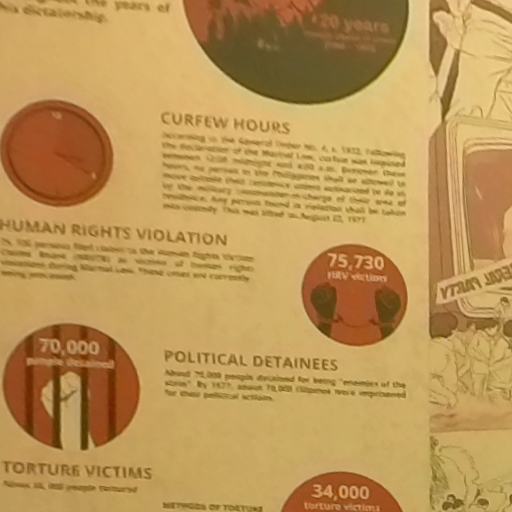 the years of
his dictatorship.
20 years
CURFEW HOURS
According to the General Order No. 4, s. 1972, following
the declaration of the Martial Law, curfew was imposed
between 12:00 midnight and 4:00 a.m. Between these
hours, no person in the Philippines shall be allowed to
move outside their residence unless authorized to do so
by the military commander-in-charge of their area of
residence. Any person found in violation shall be taken
into custody. This was lifted on August 22, 1977.
HUMAN RIGHTS VIOLATION
75, 730 persons filed claims to the Human Rights Victims
Claims Board (HRVCB) as victims of human rights
violations during Martial Law. These cases are currently
being processed.
75,730
HRV victims
70,000
people detained
POLITICAL DETAINEES
About 70,000 people detained for being "enemies of the
state". By 1977, about 70,000 Filipinos were imprisoned
for their political actions.
TORTURE VICTIMS
About 34, 000 people tortured
METHODS OF TORTURE
34,000
torture victims